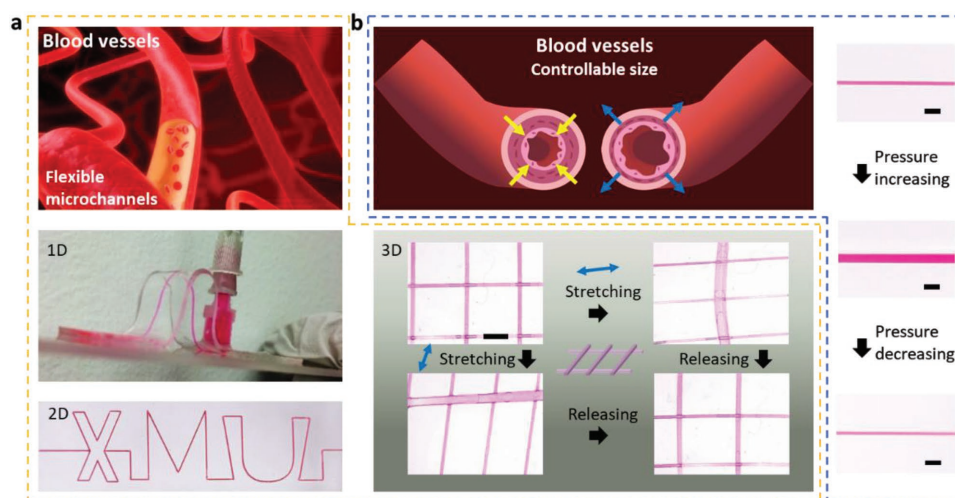 a
Blood vessels
Flexible
microchannels
1D
2D
XMU
b
Blood vessels
Controllable size
3D
Stretching
Stretching
Releasing
Releasing
Pressure
increasing
Pressure
decreasing